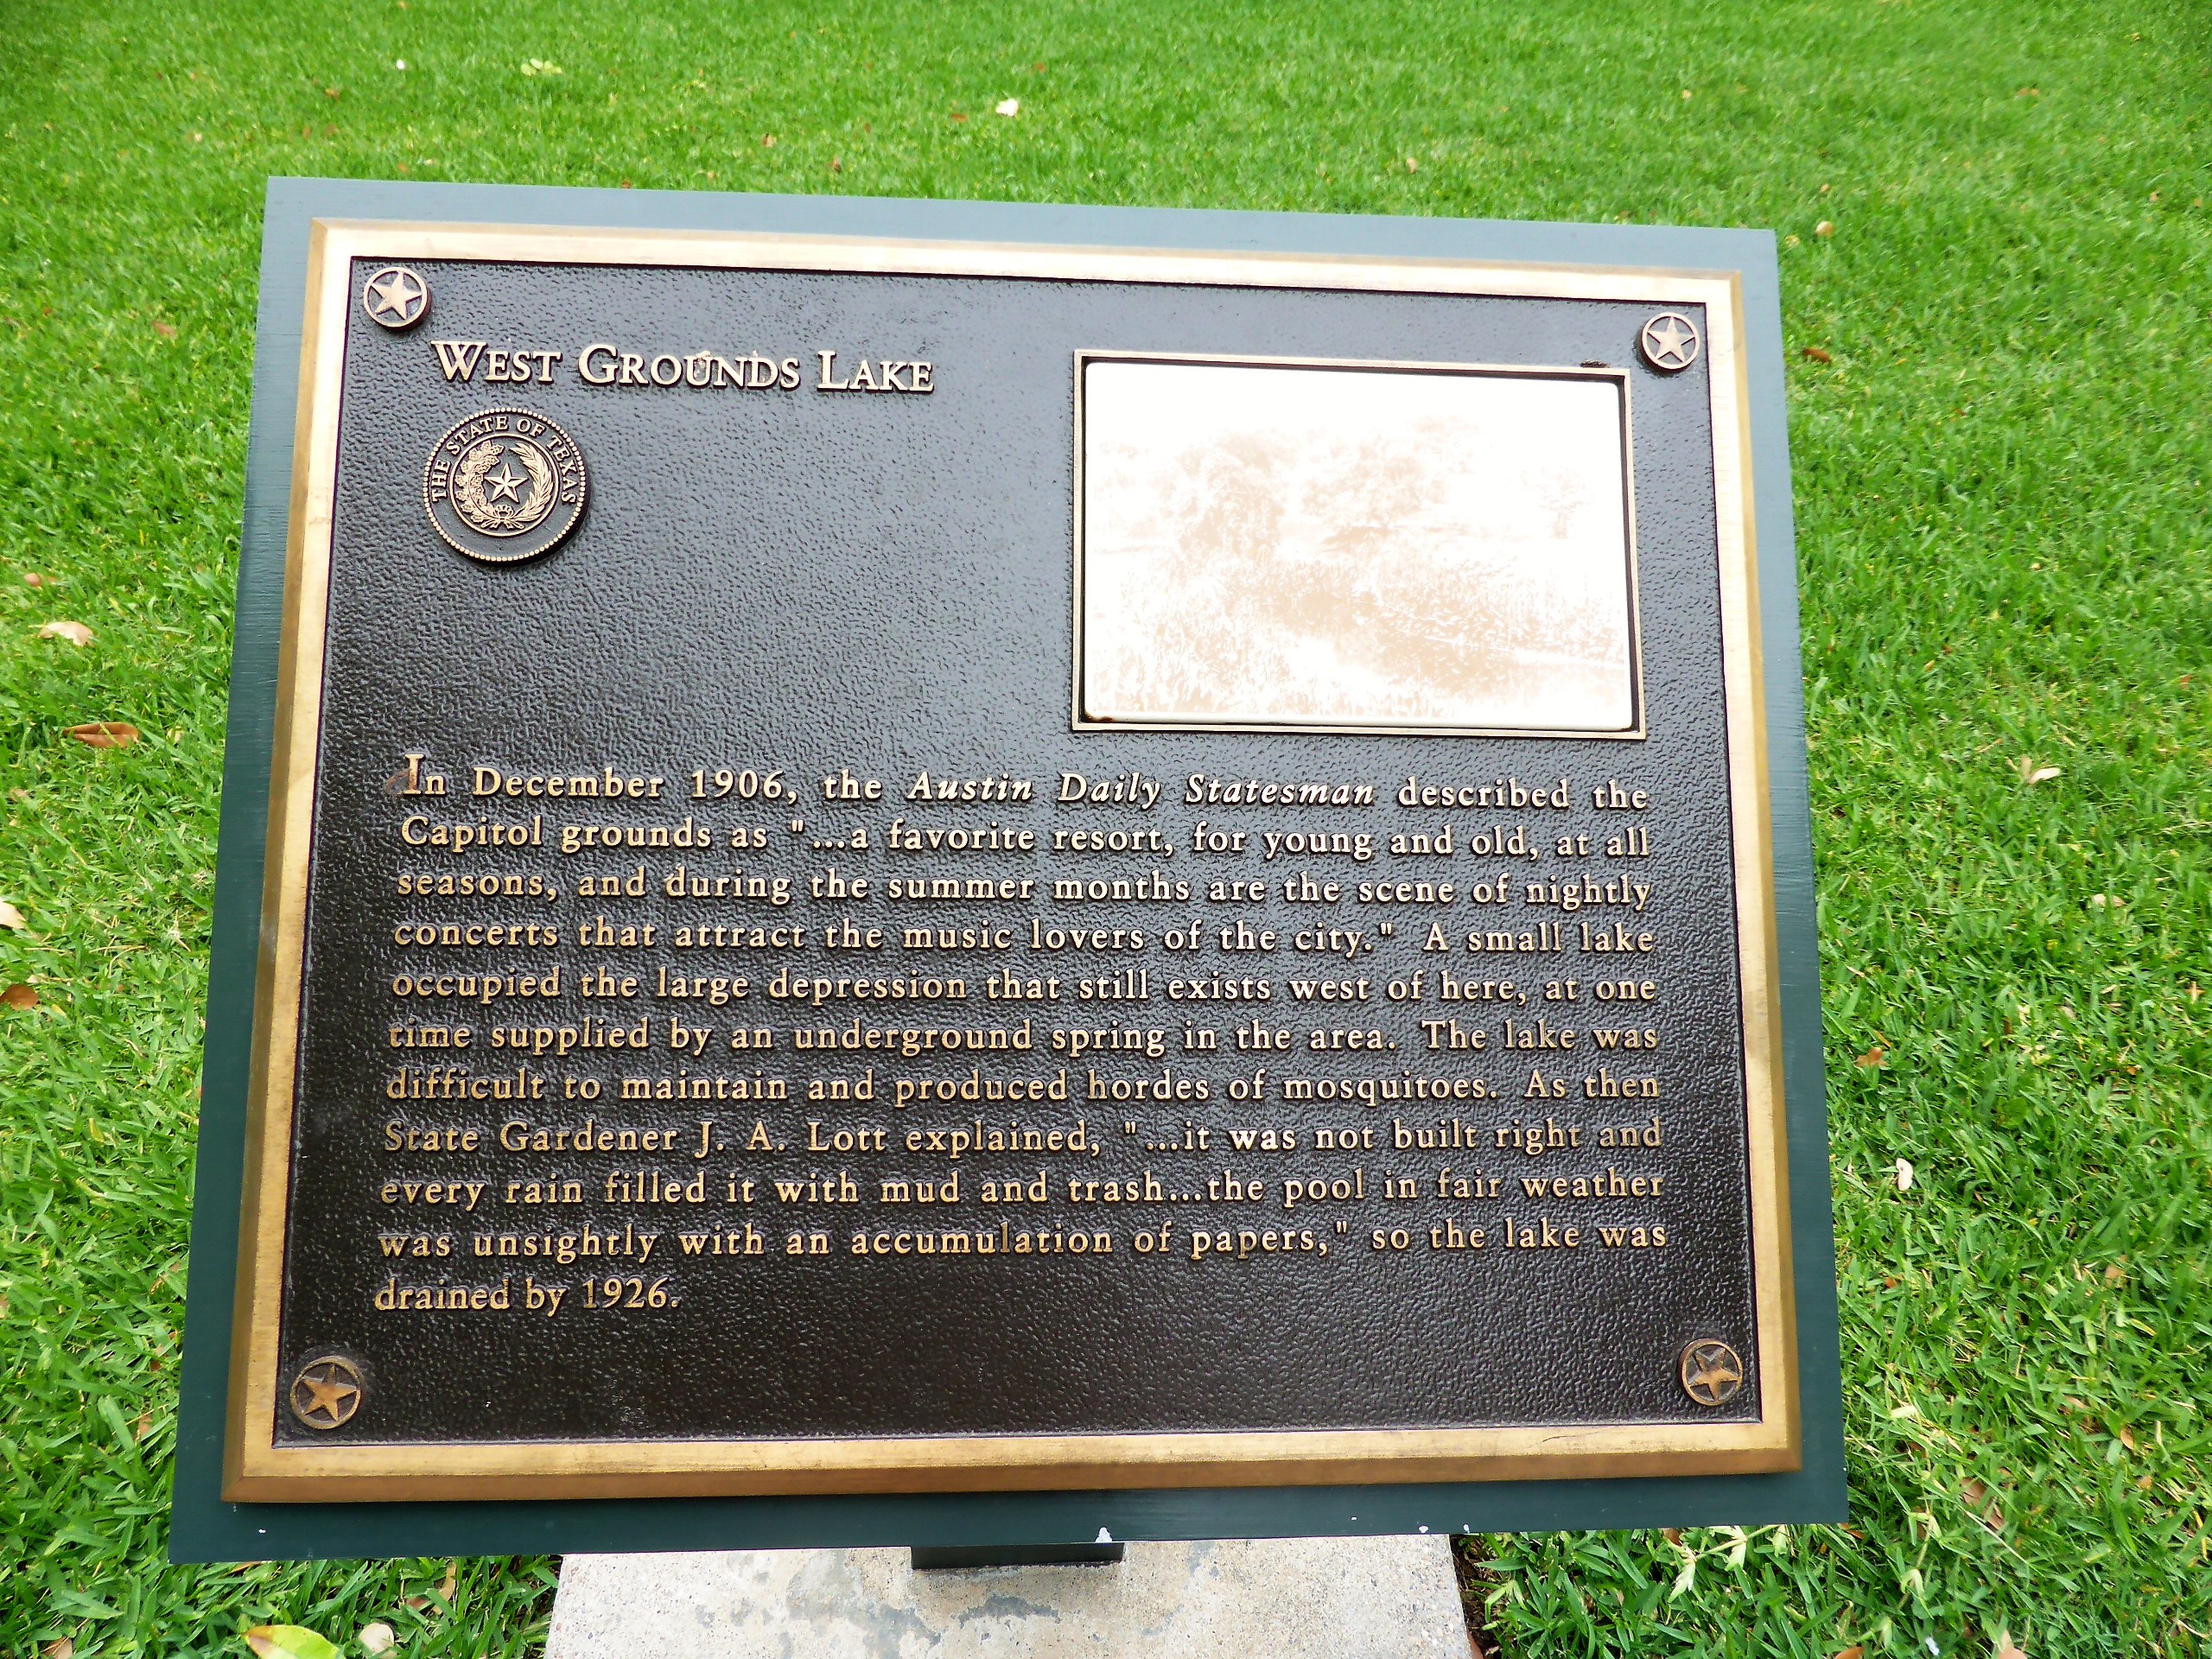 WEST GROUNDS LAKE
THE STATE OF TEXAS
In December 1906, the Austin Daily Statesman described the
Capitol grounds as "...a favorite resort, for young and old, at all
seasons, and during the summer months are the scene of nightly
concerts that attract the music lovers of the city." A small lake
occupied the large depression that still exists west of here, at one
time supplied by an underground spring in the area. The lake was
difficult to maintain and produced hordes of mosquitoes. As then
State Gardener J. A. Lott explained, "...it was not built right and
every rain filled it with mud and trash...the pool in fair weather
was unsightly with an accumulation of papers," so the lake was
drained by 1926.